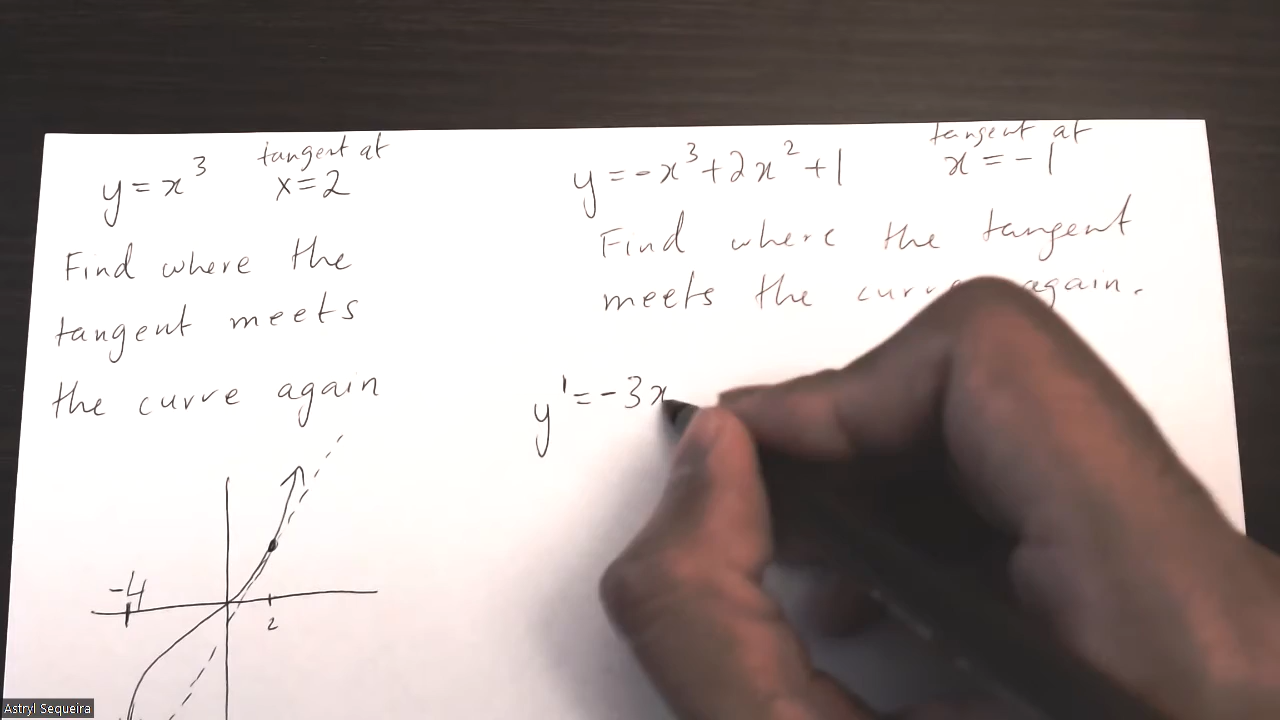 y = x³ tangent at x = 2
Find where the
tangent meets
the curve again
-4
2
y = -x³ + 2x² + 1 tangent at x = -1
Find where the tangent
meets the curve again.
y' = -3x
Astryl Sequeira